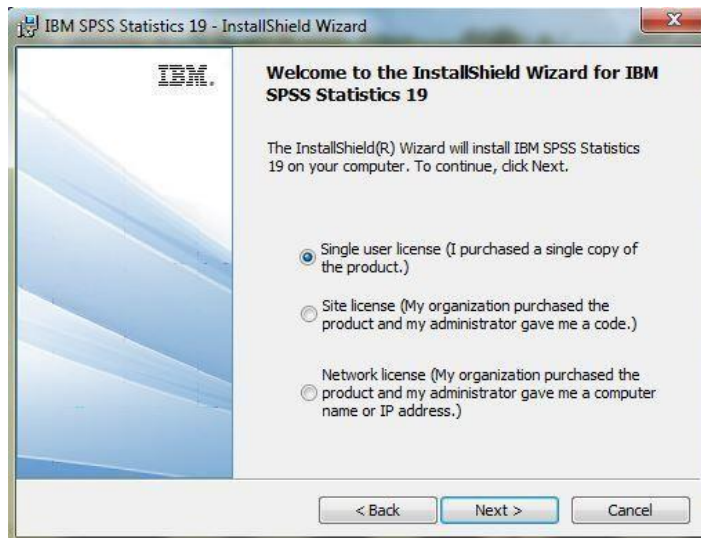 IBM SPSS Statistics 19 - InstallShield Wizard
IBM.
Welcome to the InstallShield Wizard for IBM
SPSS Statistics 19
The InstallShield(R) Wizard will install IBM SPSS Statistics
19 on your computer. To continue, click Next.
Single user license (I purchased a single copy of
the product.)
Site license (My organization purchased the
product and my administrator gave me a code.)
Network license (My organization purchased the
product and my administrator gave me a computer
name or IP address.)
< Back
Next >
Cancel